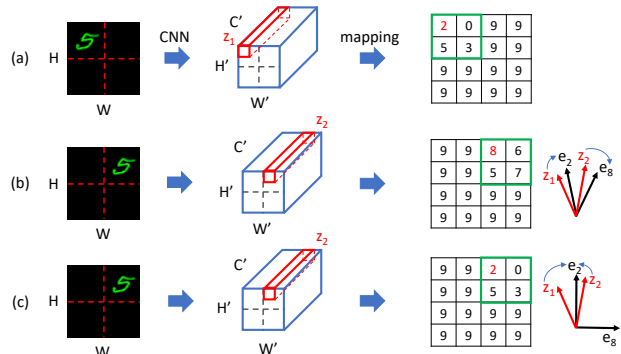 C' CNN mapping
z₁
(a) H H'
W W'
5
2 0 9 9
5 3 9 9
9 9 9 9
9 9 9 9
z₂
C'
(b) H'
W'
5
9 9 8 6
9 9 5 7
9 9 9 9
9 9 9 9
e₂ z₂
z₁ e₈
z₂
C'
(c) H H'
W W'
5
9 9 2 0
9 9 5 3
9 9 9 9
9 9 9 9
e₂
z₁ z₂
e₈